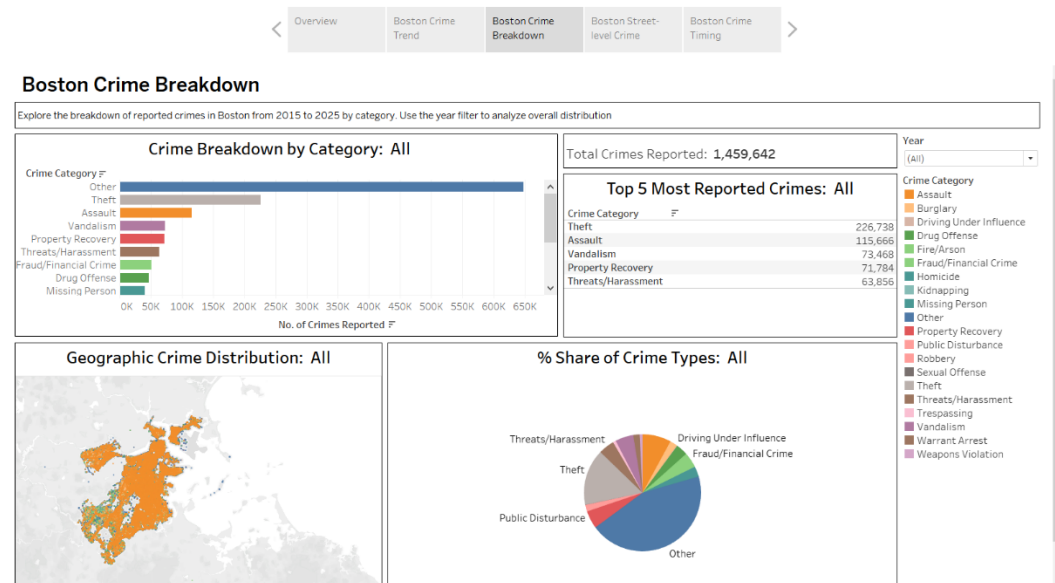 Overview
Boston Crime
Trend
Boston Crime
Breakdown
Boston Street-
level Crime
Boston Crime
Timing
Boston Crime Breakdown
Explore the breakdown of reported crimes in Boston from 2015 to 2025 by category. Use the year filter to analyze overall distribution
Crime Breakdown by Category: All
Crime Category
Other
Theft
Assault
Vandalism
Property Recovery
Threats/Harassment
Fraud/Financial Crime
Drug Offense
Missing Person
0K 50K 100K 150K 200K 250K 300K 350K 400K 450K 500K 550K 600K 650K
No. of Crimes Reported
Total Crimes Reported: 1,459,642
Top 5 Most Reported Crimes: All
Crime Category
Theft 226,738
Assault 115,666
Vandalism 73,468
Property Recovery 71,784
Threats/Harassment 63,856
Year
(All)
Crime Category
Assault
Burglary
Driving Under Influence
Drug Offense
Fire/Arson
Fraud/Financial Crime
Homicide
Kidnapping
Missing Person
Other
Property Recovery
Public Disturbance
Robbery
Sexual Offense
Theft
Threats/Harassment
Trespassing
Vandalism
Warrant Arrest
Weapons Violation
Geographic Crime Distribution: All
% Share of Crime Types: All
Threats/Harassment
Driving Under Influence
Fraud/Financial Crime
Theft
Public Disturbance
Other